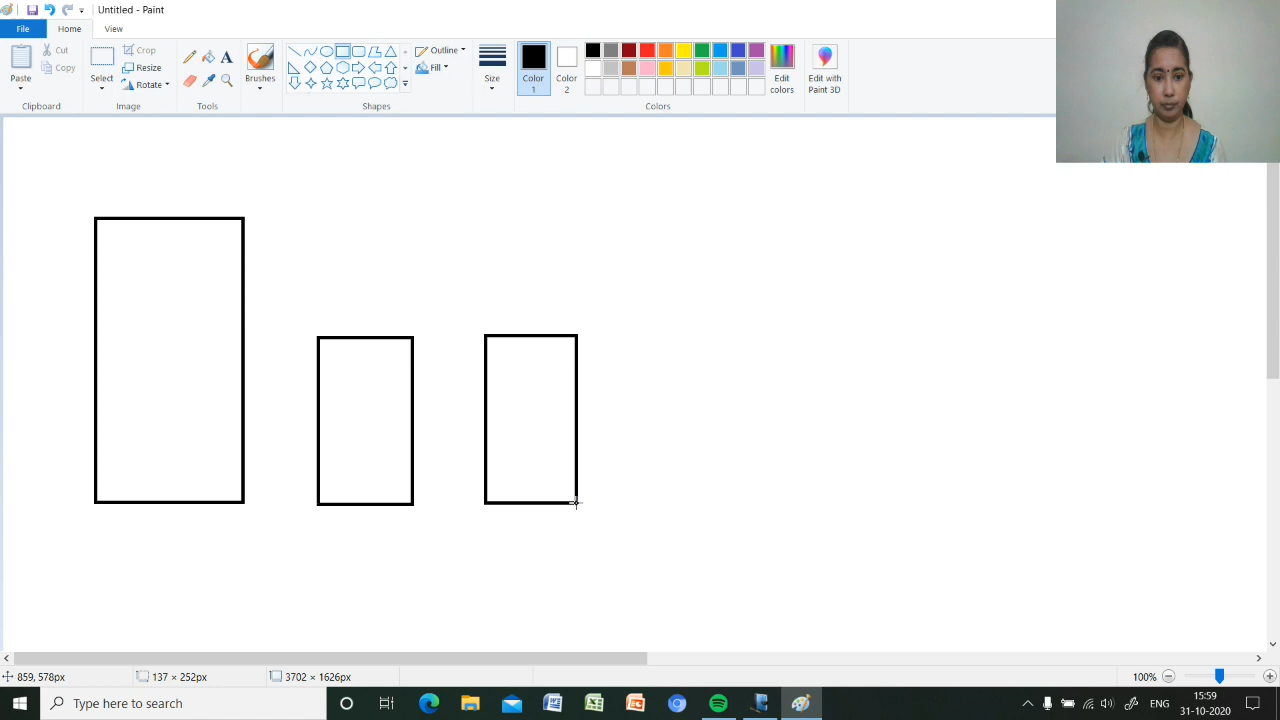 Untitled - Paint
File
Home
View
Paste
Cut
Copy
Clipboard
Select
Crop
Resize
Rotate
Image
A
Tools
Brushes
Shapes
Outline
Fill
Size
Color
1
Color
2
Colors
Edit
colors
Edit with
Paint 3D
859, 578px
137 × 252px
3702 × 1626px
100%
Type here to search
ENG
15:59
31-10-2020